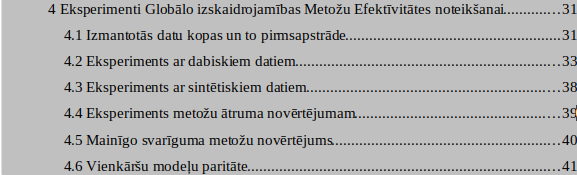 4 Eksperimenti Globālo izskaidrojamības Metožu Efektīvitātes noteikšanai.............31
4.1 Izmantotās datu kopas un to pirmsapstrāde.............31
4.2 Eksperiments ar dabiskiem datiem.............33
4.3 Eksperiments ar sintētiskiem datiem.............38
4.4 Eksperiments metožu ātruma novērtējumam.............39
4.5 Mainīgo svarīguma metožu novērtējums.............40
4.6 Vienkāršu modeļu paritāte.............41